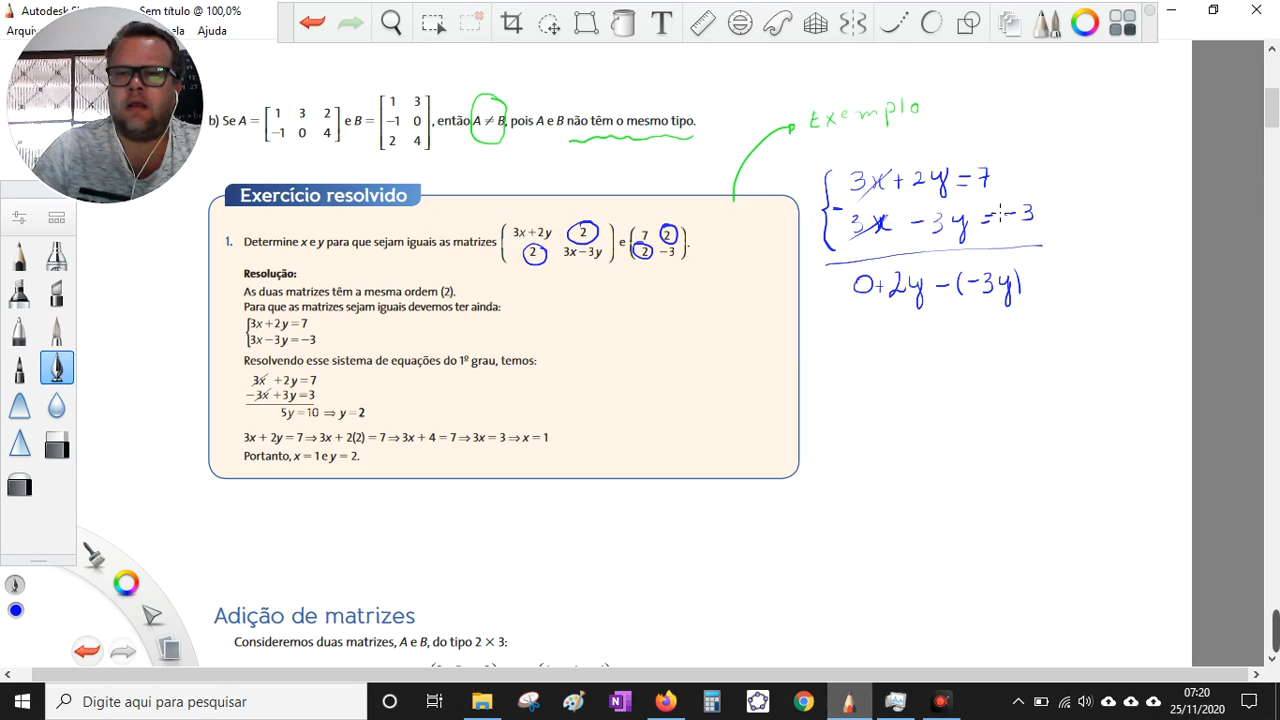 Autodesk S
Sem título @ 100,0%
Arquiv
Ajuda
b) Se A = [1 3 2; −1 0 4] e B = [1 3; −1 0; 2 4], então A ≠ B, pois A e B não têm o mesmo tipo.
Exemplo
3x + 2y = 7
3x − 3y = −3
0 + 2y − (−3y)
Exercício resolvido
1. Determine x e y para que sejam iguais as matrizes (3x + 2y 2; 2 3x − 3y) e (7 2; 2 −3).
Resolução:
As duas matrizes têm a mesma ordem (2).
Para que as matrizes sejam iguais devemos ter ainda:
3x + 2y = 7
3x − 3y = −3
Resolvendo esse sistema de equações do 1º grau, temos:
3x + 2y = 7
−3x + 3y = 3
5y = 10 ⇒ y = 2
3x + 2y = 7 ⇒ 3x + 2(2) = 7 ⇒ 3x + 4 = 7 ⇒ 3x = 3 ⇒ x = 1
Portanto, x = 1 e y = 2.
Adição de matrizes
Consideremos duas matrizes, A e B, do tipo 2 × 3:
Digite aqui para pesquisar
07:20
25/11/2020